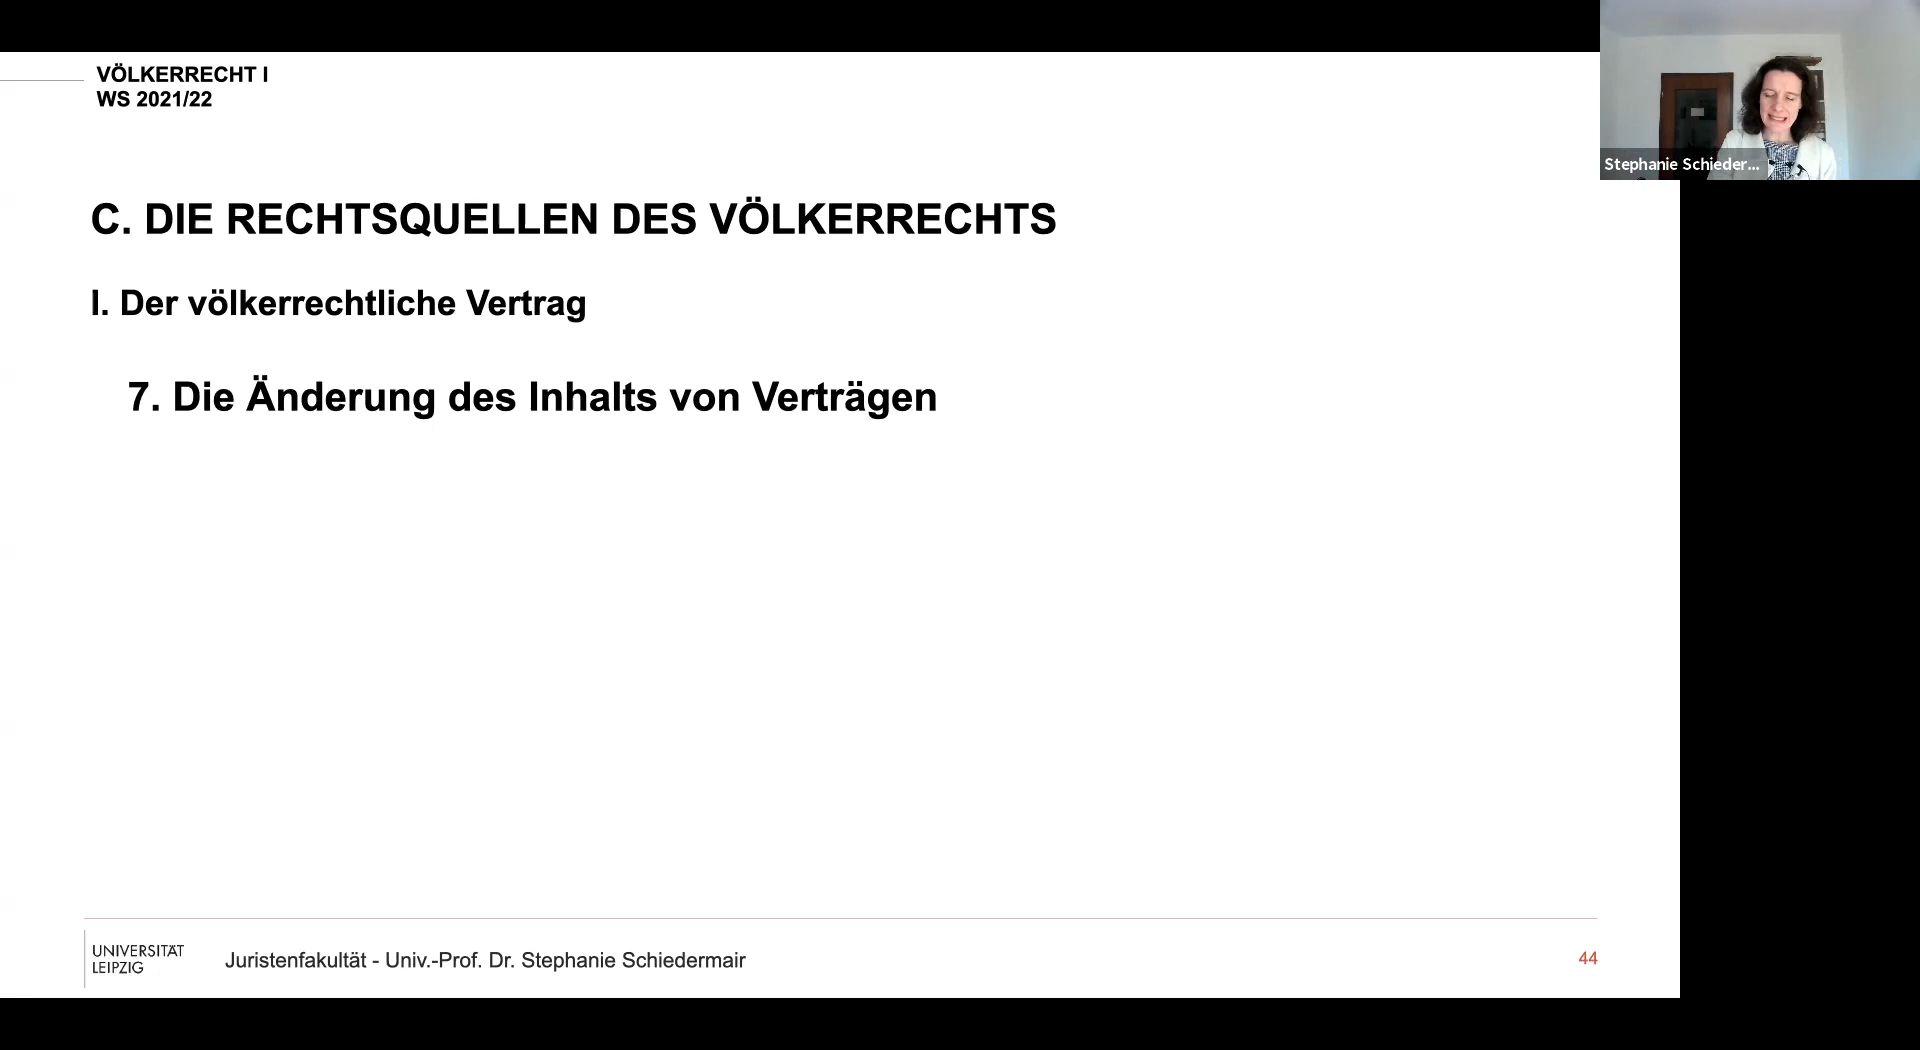 VÖLKERRECHT I
WS 2021/22
Stephanie Schieder...
C. DIE RECHTSQUELLEN DES VÖLKERRECHTS
I. Der völkerrechtliche Vertrag
7. Die Änderung des Inhalts von Verträgen
UNIVERSITÄT
LEIPZIG
Juristenfakultät - Univ.-Prof. Dr. Stephanie Schiedermair
44